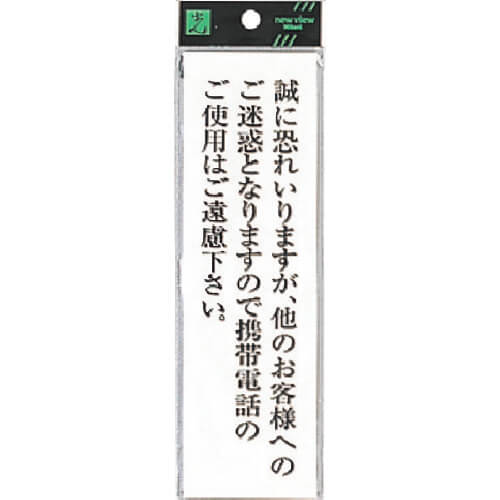 光
new view
誠に恐れいりますが、他のお客様への
ご迷惑となりますので携帯電話の
ご使用はご遠慮下さい。